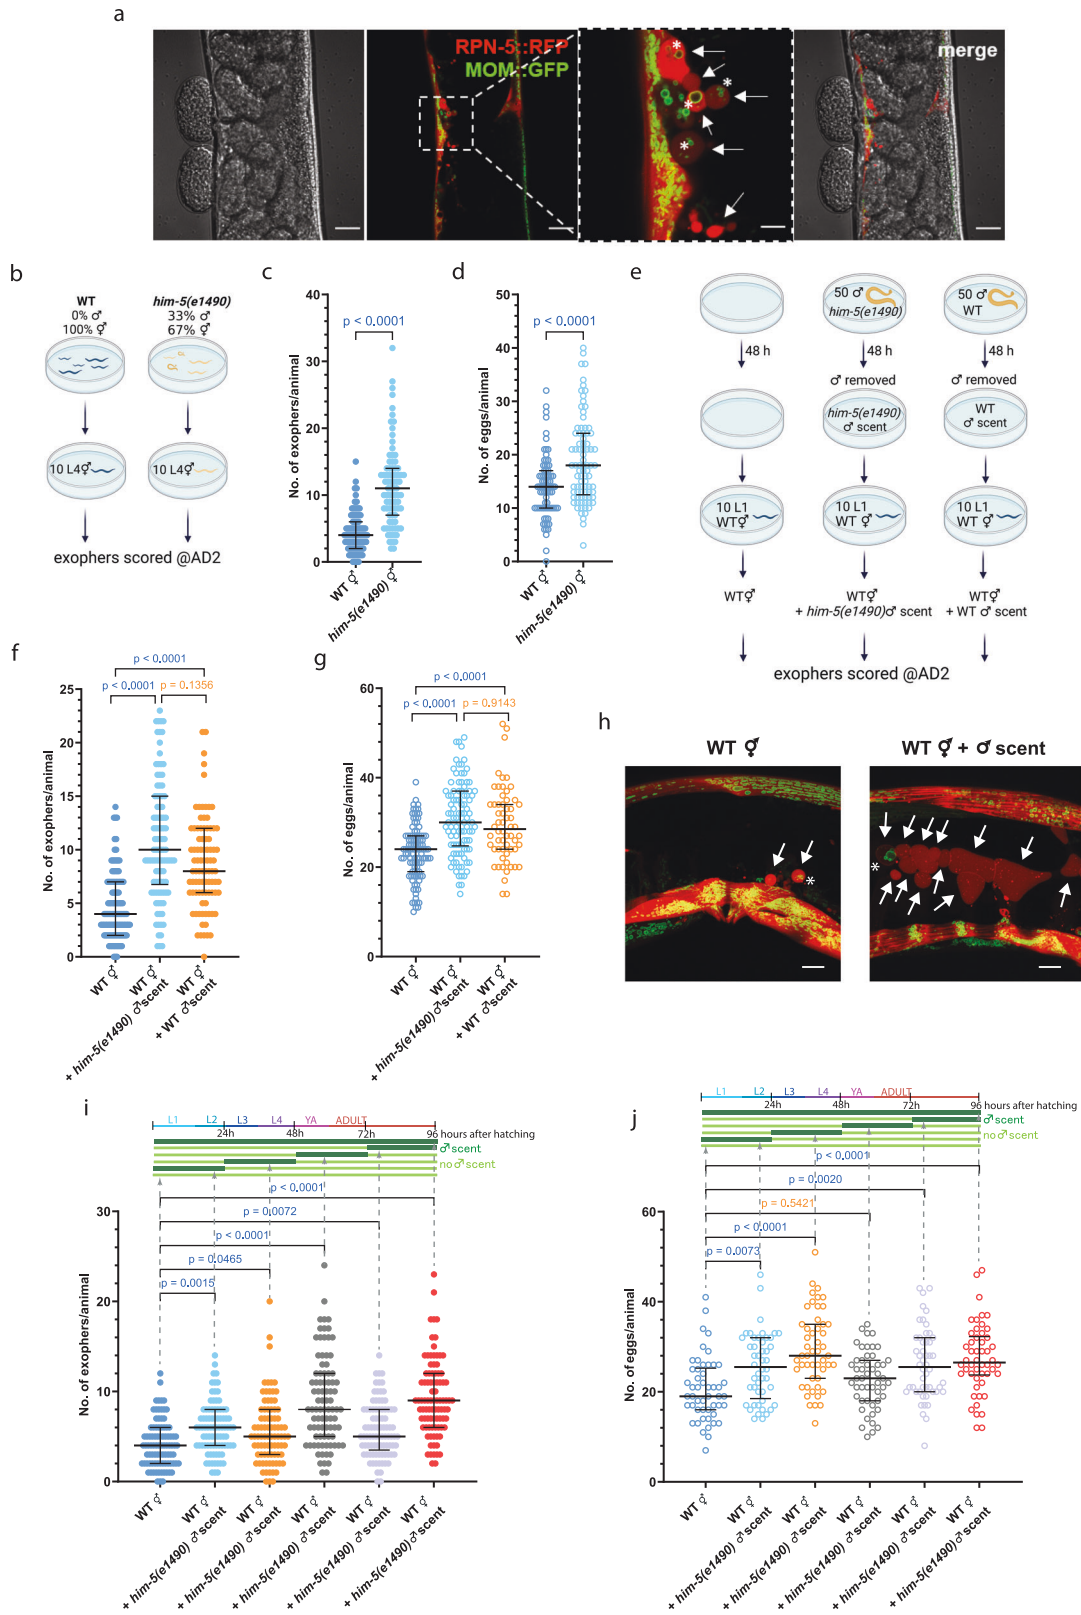 a
RPN-5::RFP
MOM::GFP
merge
*
*
*
*
b
WT
0% ♂
100% ⚥
him-5(e1490)
33% ♂
67% ⚥
10 L4⚥
10 L4⚥
exophers scored @AD2
c
No. of exophers/animal
40
30
20
10
0
p < 0.0001
WT ⚥
him-5(e1490) ⚥
d
No. of eggs/animal
50
40
30
20
10
0
p < 0.0001
WT ⚥
him-5(e1490) ⚥
e
50 ♂
him-5(e1490)
50 ♂
WT
48 h
48 h
48 h
♂ removed
♂ removed
him-5(e1490)
♂ scent
WT
♂ scent
10 L1
WT⚥
10 L1
WT ⚥
10 L1
WT ⚥
WT⚥
WT⚥
+ him-5(e1490)♂ scent
WT⚥
+ WT ♂ scent
exophers scored @AD2
f
No. of exophers/animal
25
20
15
10
5
0
p < 0.0001
p < 0.0001
p = 0.1356
WT ⚥
WT ⚥
+ him-5(e1490) ♂scent
WT ⚥
+ WT ♂scent
g
No. of eggs/animal
60
40
20
0
p < 0.0001
p < 0.0001
p = 0.9143
WT ⚥
WT ⚥
+ him-5(e1490)♂scent
WT ⚥
+ WT ♂scent
h
WT ⚥
*
WT ⚥ + ♂ scent
*
i
L1
L2
L3
L4
YA
ADULT
24h
48h
72h
96 hours after hatching
♂scent
no♂scent
p < 0.0001
p = 0.0072
p < 0.0001
p = 0.0465
p = 0.0015
No. of exophers/animal
30
20
10
0
WT ⚥
WT ⚥
+ him-5(e1490) ♂scent
WT ⚥
+ him-5(e1490) ♂scent
WT ⚥
+ him-5(e1490) ♂scent
WT ⚥
+ him-5(e1490) ♂scent
WT ⚥
+ him-5(e1490)♂scent
j
L1
L2
L3
L4
YA
ADULT
24h
48h
72h
96 hours after hatching
♂scent
no♂scent
p < 0.0001
p = 0.0020
p = 0.5421
p < 0.0001
p = 0.0073
No. of eggs/animal
60
40
20
0
WT ⚥
WT ⚥
+ him-5(e1490) ♂scent
WT ⚥
+ him-5(e1490) ♂scent
WT ⚥
+ him-5(e1490) ♂scent
WT ⚥
+ him-5(e1490) ♂scent
WT ⚥
+ him-5(e1490)♂scent